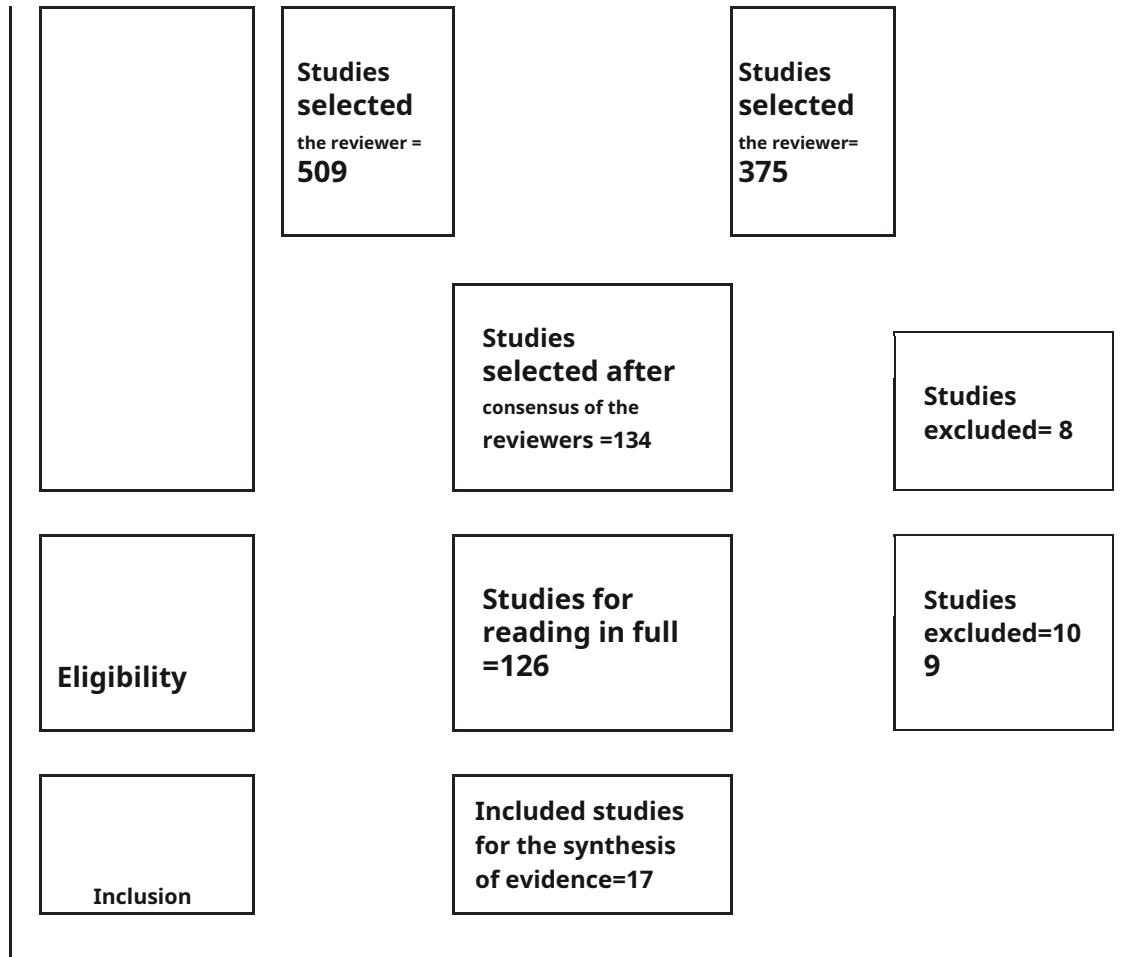 Studies
selected
the reviewer =
509
Studies
selected
the reviewer=
375
Studies
selected after
consensus of the
reviewers =134
Studies
excluded= 8
Eligibility
Studies for
reading in full
=126
Studies
excluded=10
9
Inclusion
Included studies
for the synthesis
of evidence=17